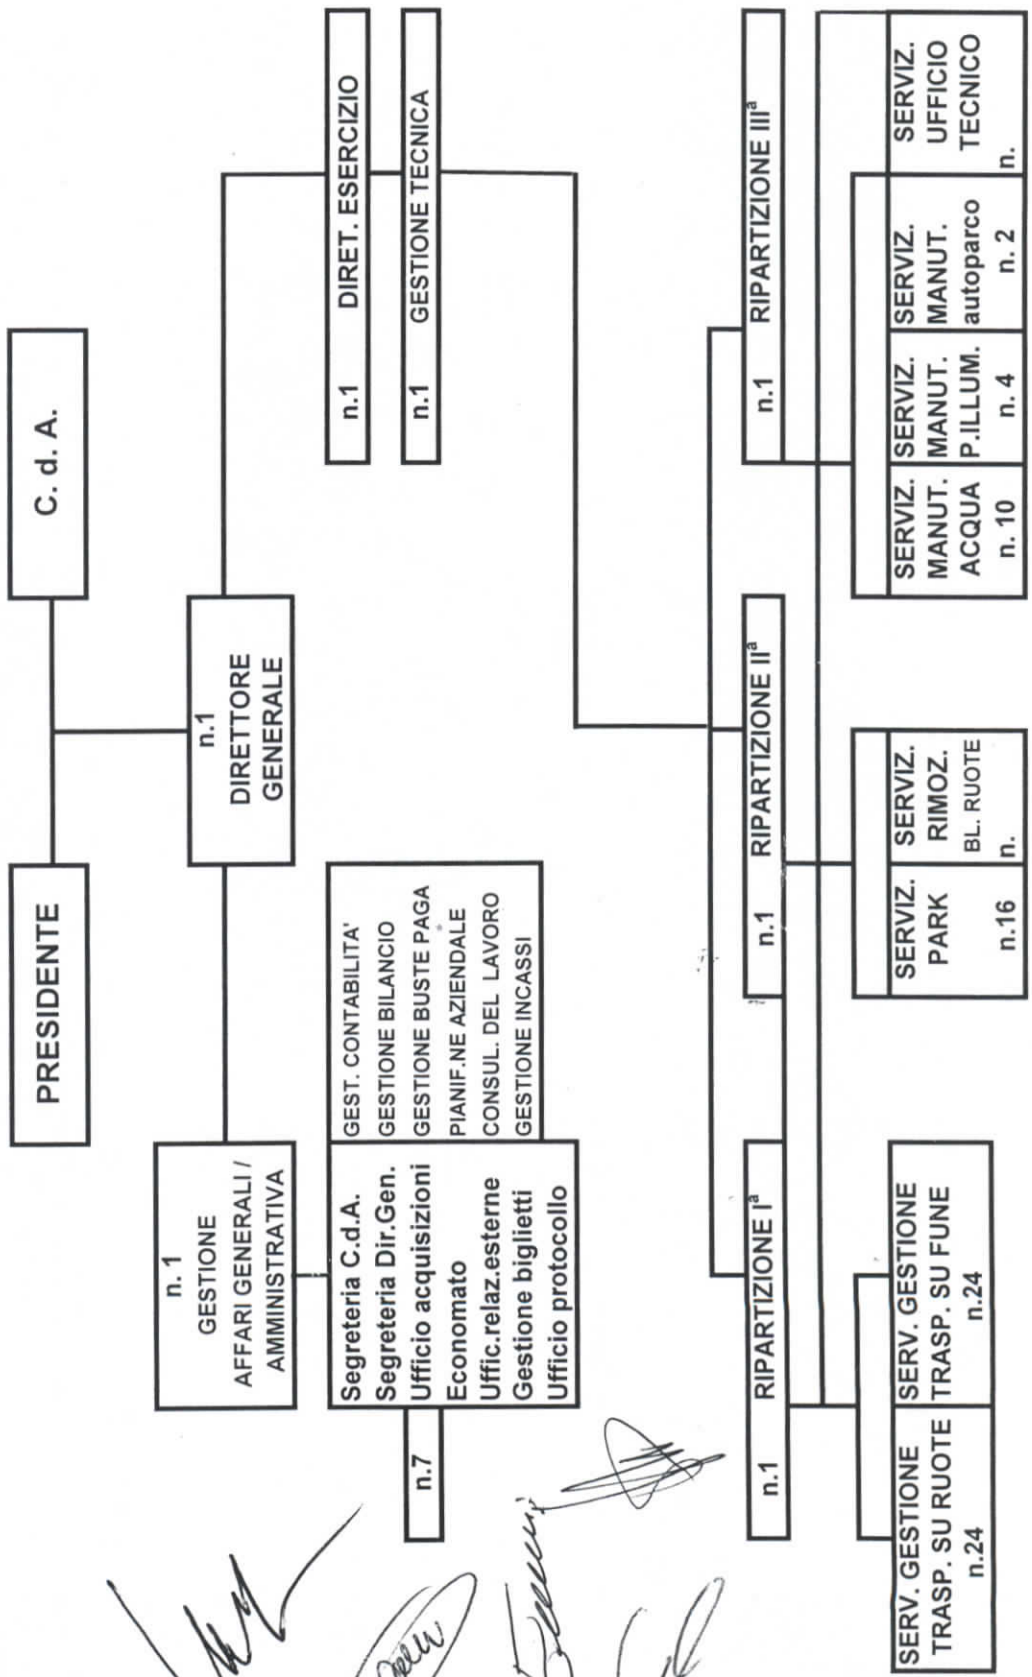 PRESIDENTE
C. d. A.
n.1
DIRETTORE
GENERALE
n. 1
GESTIONE
AFFARI GENERALI /
AMMINISTRATIVA
n.7
Segreteria C.d.A.
Segreteria Dir.Gen.
Ufficio acquisizioni
Economato
Uffic.relaz.esterne
Gestione biglietti
Ufficio protocollo
GEST. CONTABILITA'
GESTIONE BILANCIO
GESTIONE BUSTE PAGA
PIANIF.NE AZIENDALE
CONSUL. DEL LAVORO
GESTIONE INCASSI
n.1 DIRET. ESERCIZIO
n.1 GESTIONE TECNICA
n.1 RIPARTIZIONE Iª
n.1 RIPARTIZIONE IIª
n.1 RIPARTIZIONE IIIª
SERV. GESTIONE
TRASP. SU RUOTE
n.24
SERV. GESTIONE
TRASP. SU FUNE
n.24
SERVIZ.
PARK
n.16
SERVIZ.
RIMOZ.
BL. RUOTE
n.
SERVIZ.
MANUT.
ACQUA
n. 10
SERVIZ.
MANUT.
P.ILLUM.
n. 4
SERVIZ.
MANUT.
autoparco
n. 2
SERVIZ.
UFFICIO
TECNICO
n.